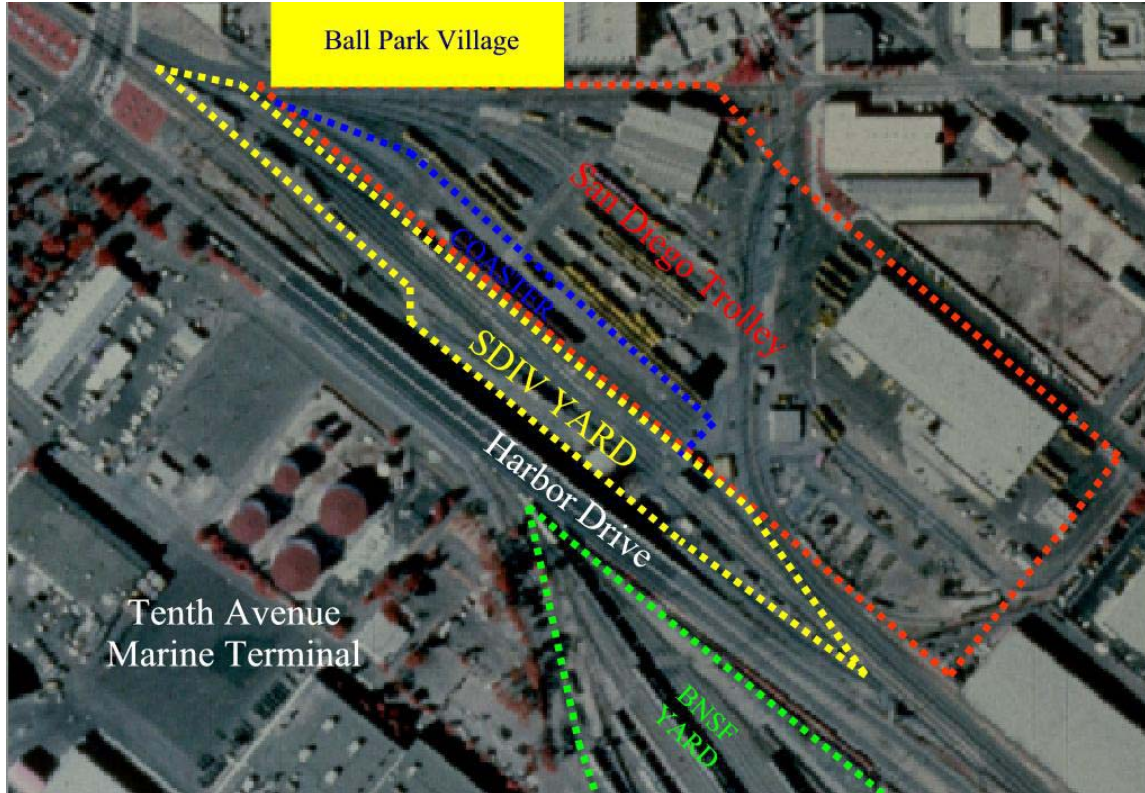 Ball Park Village
San Diego Trolley
COASTER
SDIV YARD
Harbor Drive
Tenth Avenue
Marine Terminal
BNSF
YARD